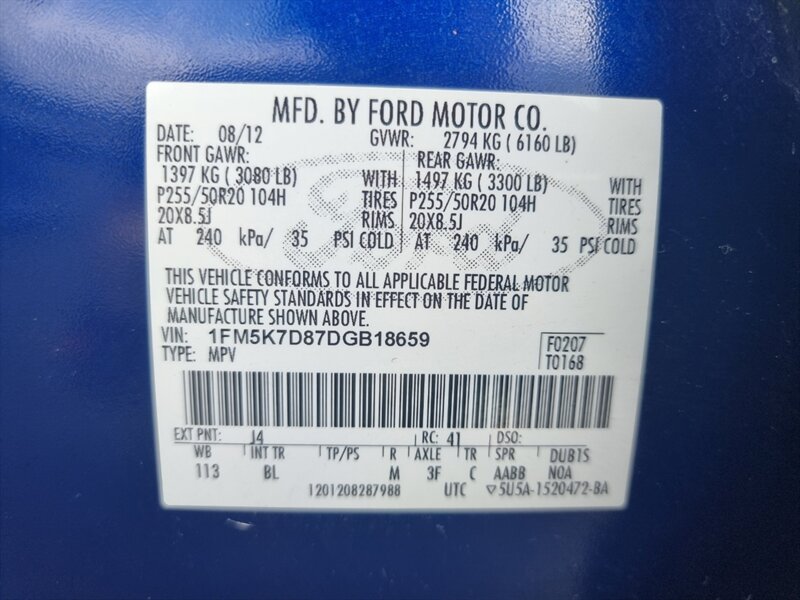 MFD. BY FORD MOTOR CO.
DATE: 08/12 GVWR: 2794 KG ( 6160 LB)
FRONT GAWR: REAR GAWR:
1397 KG ( 3080 LB) WITH 1497 KG ( 3300 LB) WITH
P255/50R20 104H TIRES P255/50R20 104H TIRES
20X8.5J RIMS 20X8.5J RIMS
AT 240 kPa/ 35 PSI COLD AT 240 kPa/ 35 PSI COLD
THIS VEHICLE CONFORMS TO ALL APPLICABLE FEDERAL MOTOR
VEHICLE SAFETY STANDARDS IN EFFECT ON THE DATE OF
MANUFACTURE SHOWN ABOVE.
VIN: 1FM5K7D87DGB18659 F0207
TYPE: MPV T0168
EXT PNT: J4 RC: 41 DSO:
WB INT TR TP/PS R AXLE TR SPR DUB1S
113 BL M 3F C AABB NOA
1201208287988 UTC ▽5U5A-1520472-BA